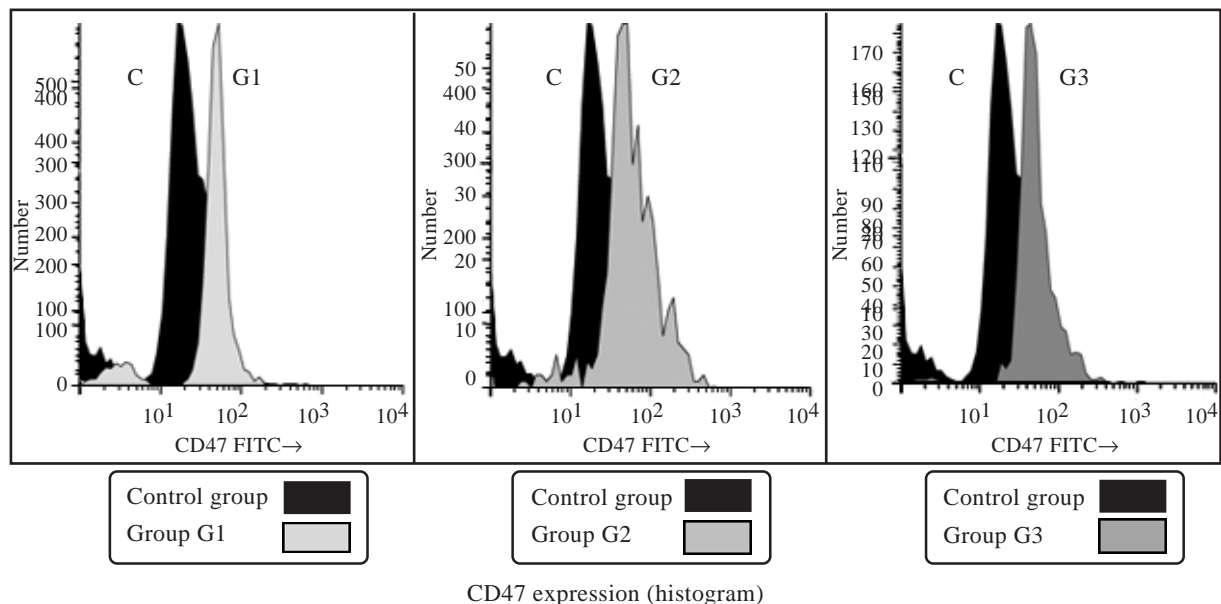 C G1
500
400
400
300
300
200
200
100
100
0
Number
10¹ 10² 10³ 10⁴
CD47 FITC→
C G2
50
400
40
300
30
200
20
100
10
0
Number
10¹ 10² 10³ 10⁴
CD47 FITC→
C G3
170
160
150
130
120
110
90
80
70
60
50
40
10
30
20
10
0
Number
10¹ 10² 10³ 10⁴
CD47 FITC→
Control group
Group G1
Control group
Group G2
Control group
Group G3
CD47 expression (histogram)